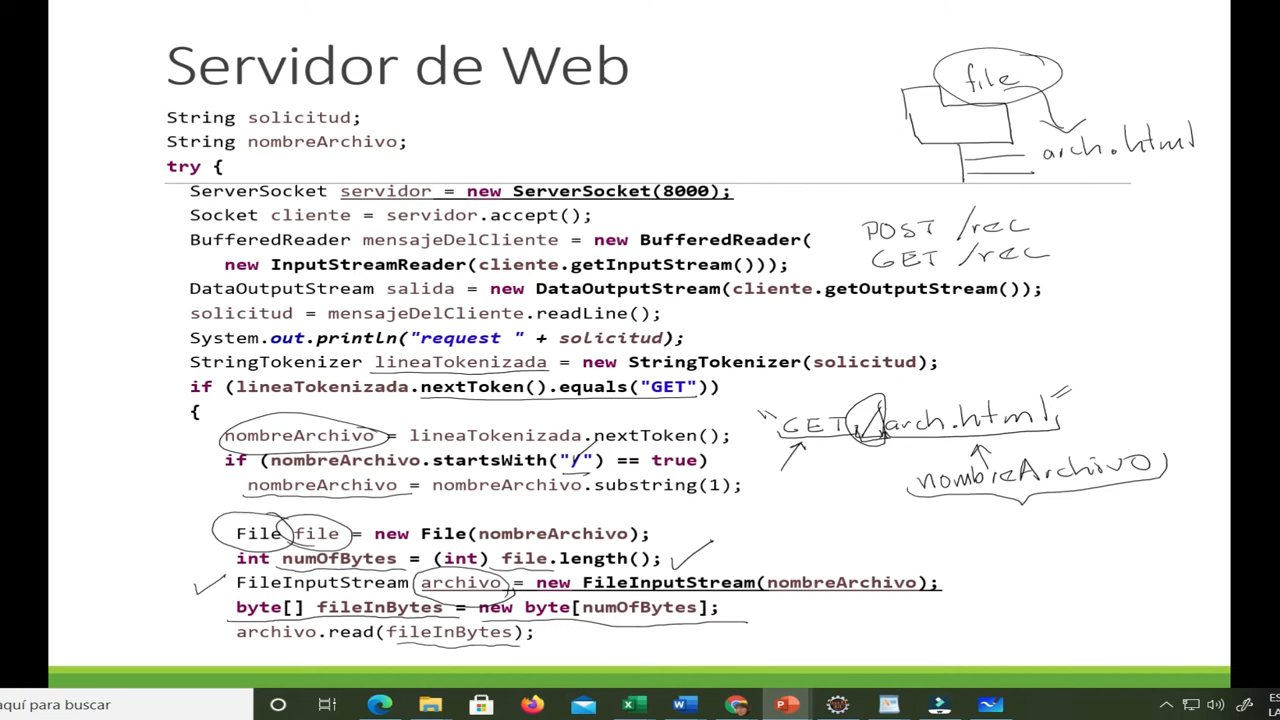 Servidor de Web
file
arch.html
String solicitud;
String nombreArchivo;
try {
ServerSocket servidor = new ServerSocket(8000);
Socket cliente = servidor.accept();
BufferedReader mensajeDelCliente = new BufferedReader(
new InputStreamReader(cliente.getInputStream()));
DataOutputStream salida = new DataOutputStream(cliente.getOutputStream());
solicitud = mensajeDelCliente.readLine();
System.out.println("request " + solicitud);
StringTokenizer lineaTokenizada = new StringTokenizer(solicitud);
if (lineaTokenizada.nextToken().equals("GET"))
{
nombreArchivo = lineaTokenizada.nextToken();
if (nombreArchivo.startsWith("/") == true)
nombreArchivo = nombreArchivo.substring(1);
File file = new File(nombreArchivo);
int numOfBytes = (int) file.length();
FileInputStream archivo = new FileInputStream(nombreArchivo);
byte[] fileInBytes = new byte[numOfBytes];
archivo.read(fileInBytes);
POST /rec
GET /rec
"GET /arch.html"
nombreArchivo
aquí para buscar
ES
LA